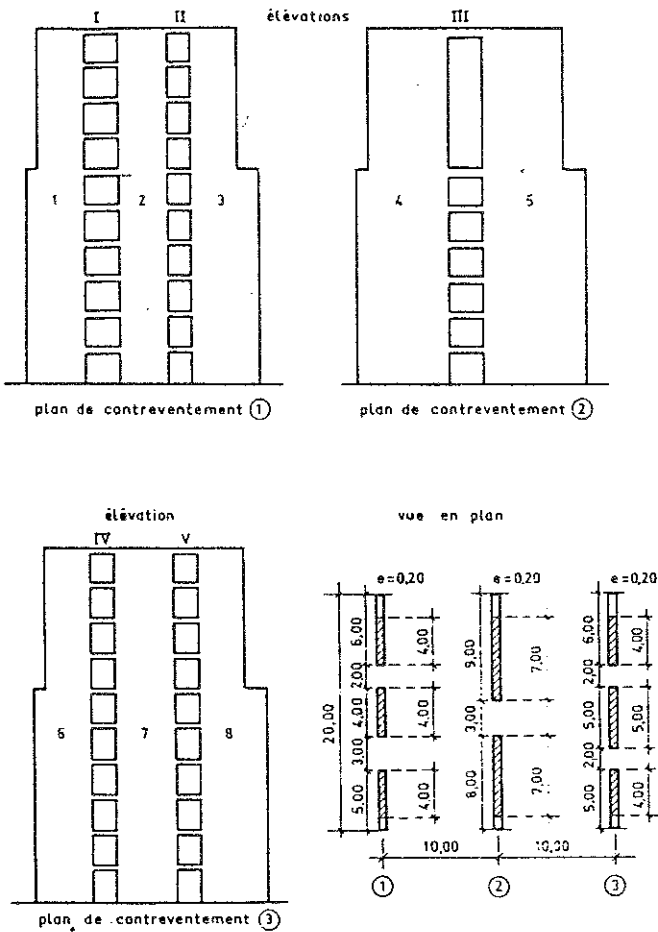 élévations
I II
III
1 2 3
4 5
plan de contreventement 1
plan de contreventement 2
élévation
IV V
6 7 8
plan de contreventement 3
vue en plan
e=0,20 e=0,20 e=0,20
20,00
6,00 2,00 4,00 3,00 5,00
4,00 4,00 4,00
9,00 3,00 8,00
7,00 7,00
6,00 2,00 5,00 2,00 5,00
4,00 5,00 4,00
10,00 10,00
1 2 3